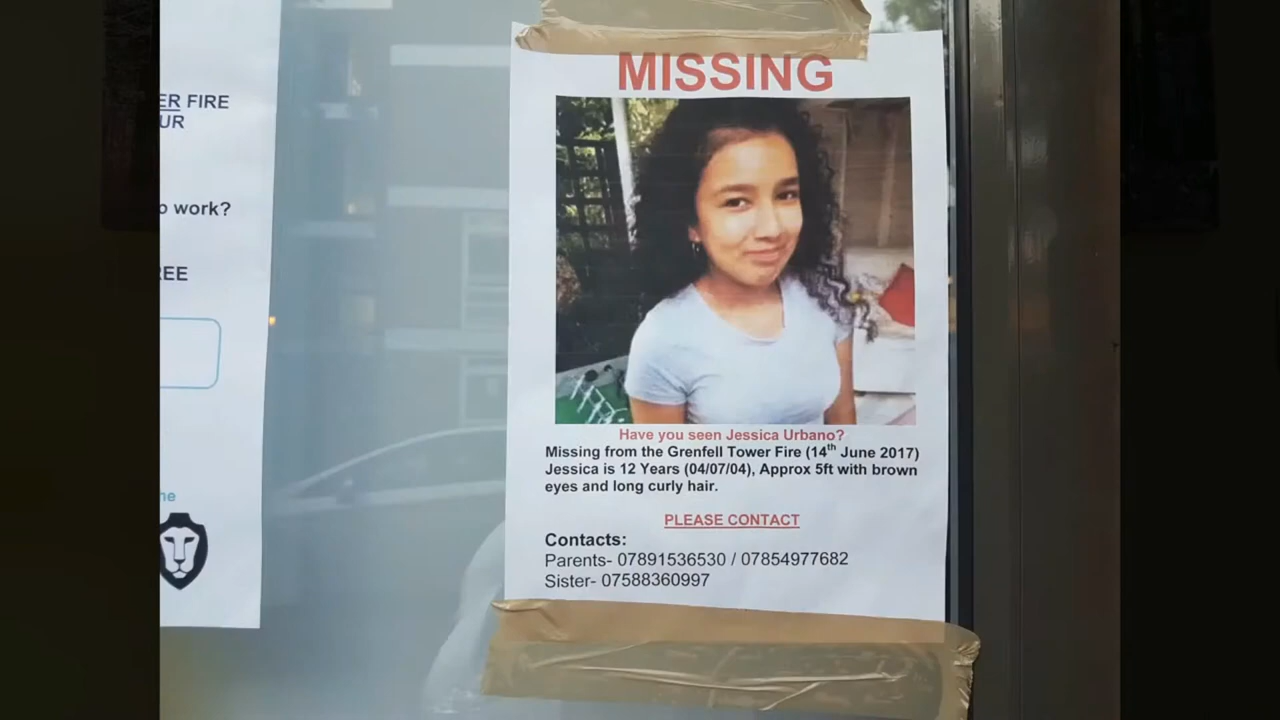 ER FIRE
UR
o work?
REE
ne
MISSING
Have you seen Jessica Urbano?
Missing from the Grenfell Tower Fire (14th June 2017)
Jessica is 12 Years (04/07/04), Approx 5ft with brown
eyes and long curly hair.
PLEASE CONTACT
Contacts:
Parents- 07891536530 / 07854977682
Sister- 07588360997